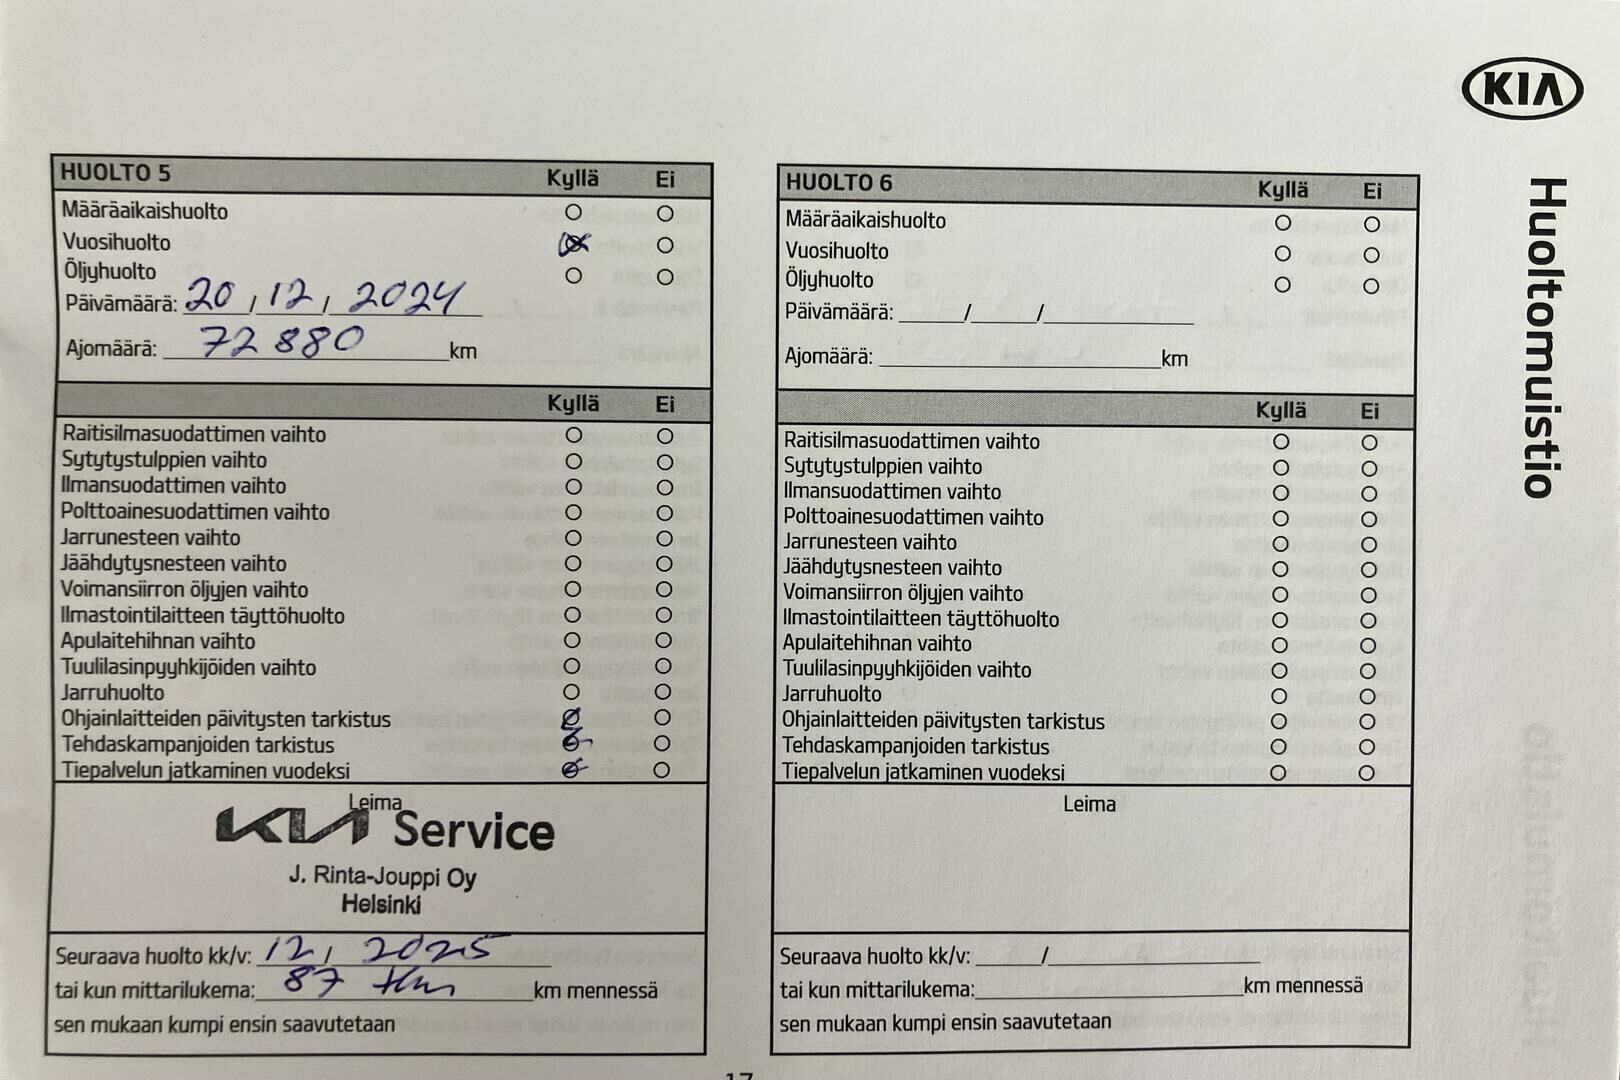 KIA
Huoltomuistio
HUOLTO 5 Kyllä Ei
Määräaikaishuolto
Vuosihuolto
Öljyhuolto
Päivämäärä: 20 / 12 / 2024
Ajomäärä: 72 880 km
Kyllä Ei
Raitisilmasuodattimen vaihto
Sytytystulppien vaihto
Ilmansuodattimen vaihto
Polttoainesuodattimen vaihto
Jarrunesteen vaihto
Jäähdytysnesteen vaihto
Voimansiirron öljyjen vaihto
Ilmastointilaitteen täyttöhuolto
Apulaitehihnan vaihto
Tuulilasinpyyhkijöiden vaihto
Jarruhuolto
Ohjainlaitteiden päivitysten tarkistus
Tehdaskampanjoiden tarkistus
Tiepalvelun jatkaminen vuodeksi
Leima
KIA Service
J. Rinta-Jouppi Oy
Helsinki
Seuraava huolto kk/v: 12 / 2025
tai kun mittarilukema: 87 tkm km mennessä
sen mukaan kumpi ensin saavutetaan
HUOLTO 6 Kyllä Ei
Määräaikaishuolto
Vuosihuolto
Öljyhuolto
Päivämäärä: / /
Ajomäärä: km
Kyllä Ei
Raitisilmasuodattimen vaihto
Sytytystulppien vaihto
Ilmansuodattimen vaihto
Polttoainesuodattimen vaihto
Jarrunesteen vaihto
Jäähdytysnesteen vaihto
Voimansiirron öljyjen vaihto
Ilmastointilaitteen täyttöhuolto
Apulaitehihnan vaihto
Tuulilasinpyyhkijöiden vaihto
Jarruhuolto
Ohjainlaitteiden päivitysten tarkistus
Tehdaskampanjoiden tarkistus
Tiepalvelun jatkaminen vuodeksi
Leima
Seuraava huolto kk/v: /
tai kun mittarilukema: km mennessä
sen mukaan kumpi ensin saavutetaan
17